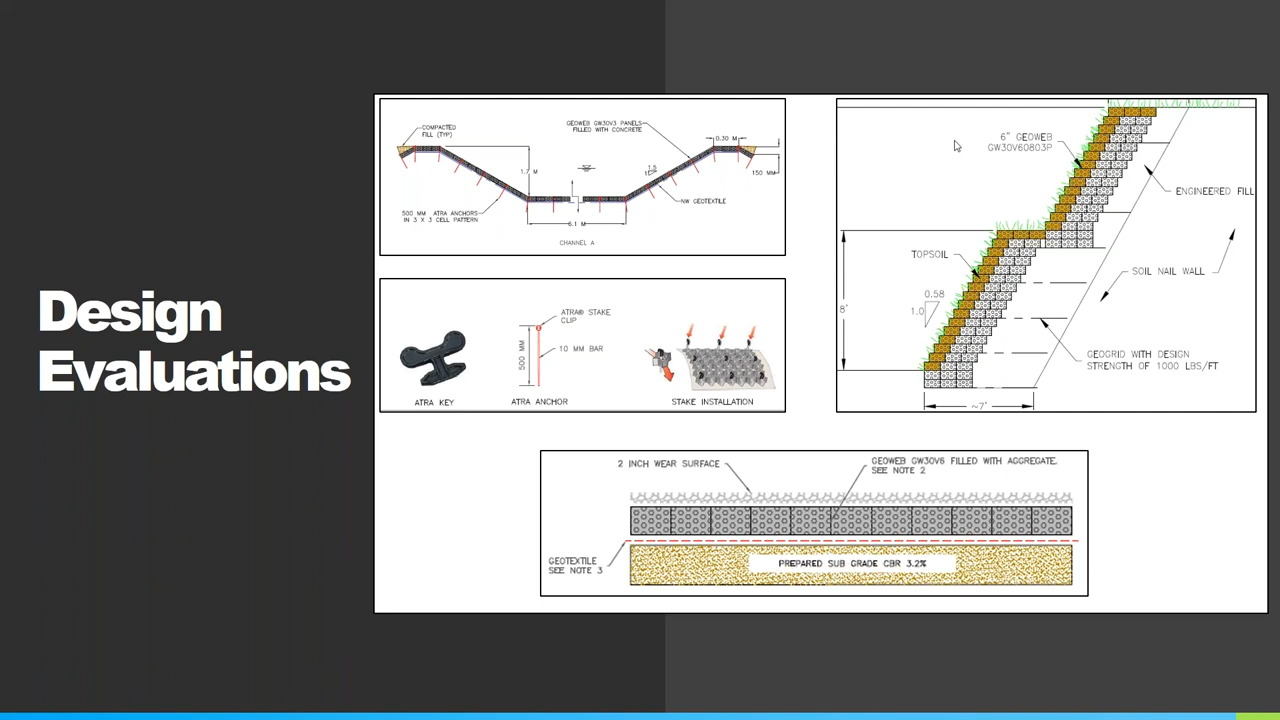 Design
Evaluations
COMPACTED
FILL (TYP)
GEOWEB GW30V3 PANELS
FILLED WITH CONCRETE
0.30 M
1.7 M
1.5
1
150 MM
500 MM ATRA ANCHORS
IN 3 X 3 CELL PATTERN
NW GEOTEXTILE
6.1 M
CHANNEL A
ATRA® STAKE
CLIP
500 MM
10 MM BAR
ATRA KEY
ATRA ANCHOR
STAKE INSTALLATION
6" GEOWEB
GW30V60803P
ENGINEERED FILL
TOPSOIL
SOIL NAIL WALL
0.58
1.0
8'
GEOGRID WITH DESIGN
STRENGTH OF 1000 LBS/FT
~7'
2 INCH WEAR SURFACE
GEOWEB GW30V6 FILLED WITH AGGREGATE.
SEE NOTE 2
GEOTEXTILE
SEE NOTE 3
PREPARED SUB GRADE CBR 3.2%